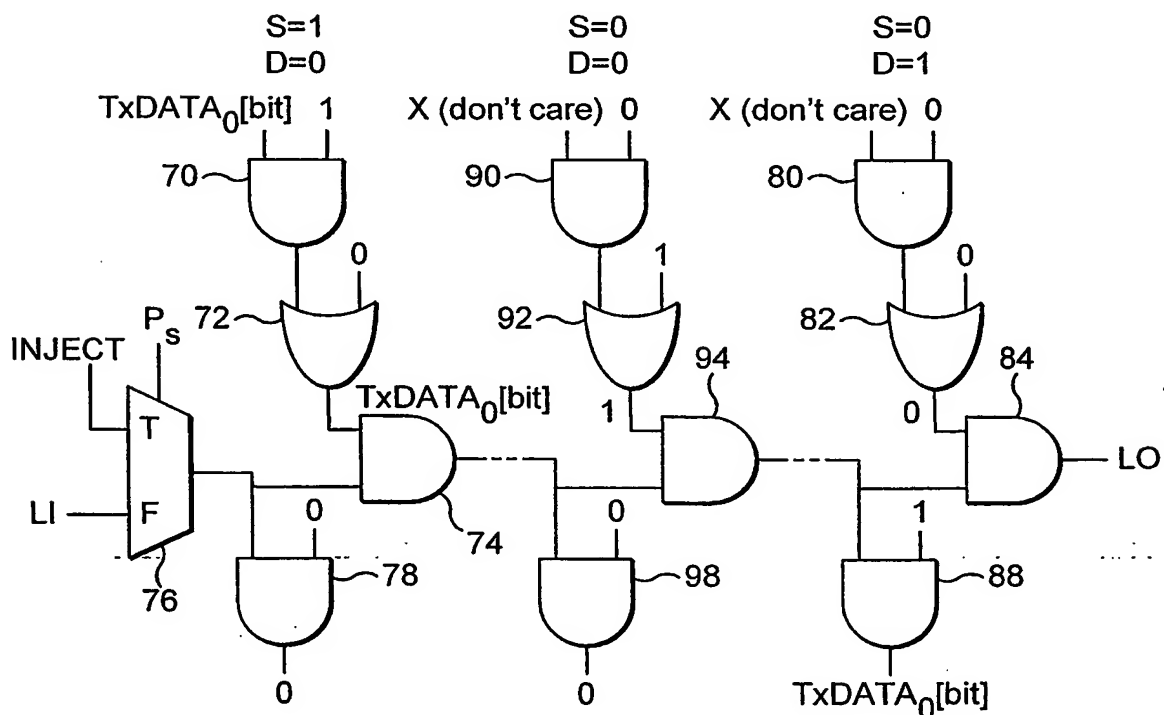 S=1 S=0 S=0
D=0 D=0 D=1
TxDATA0[bit] 1 X (don't care) 0 X (don't care) 0
70 90 80
0 1 0
Ps 72 92 82
INJECT 94 84
TxDATA0[bit] 1 0
T
LO
LI F 0 74 0 1
76 78 98 88
0 0 TxDATA0[bit]